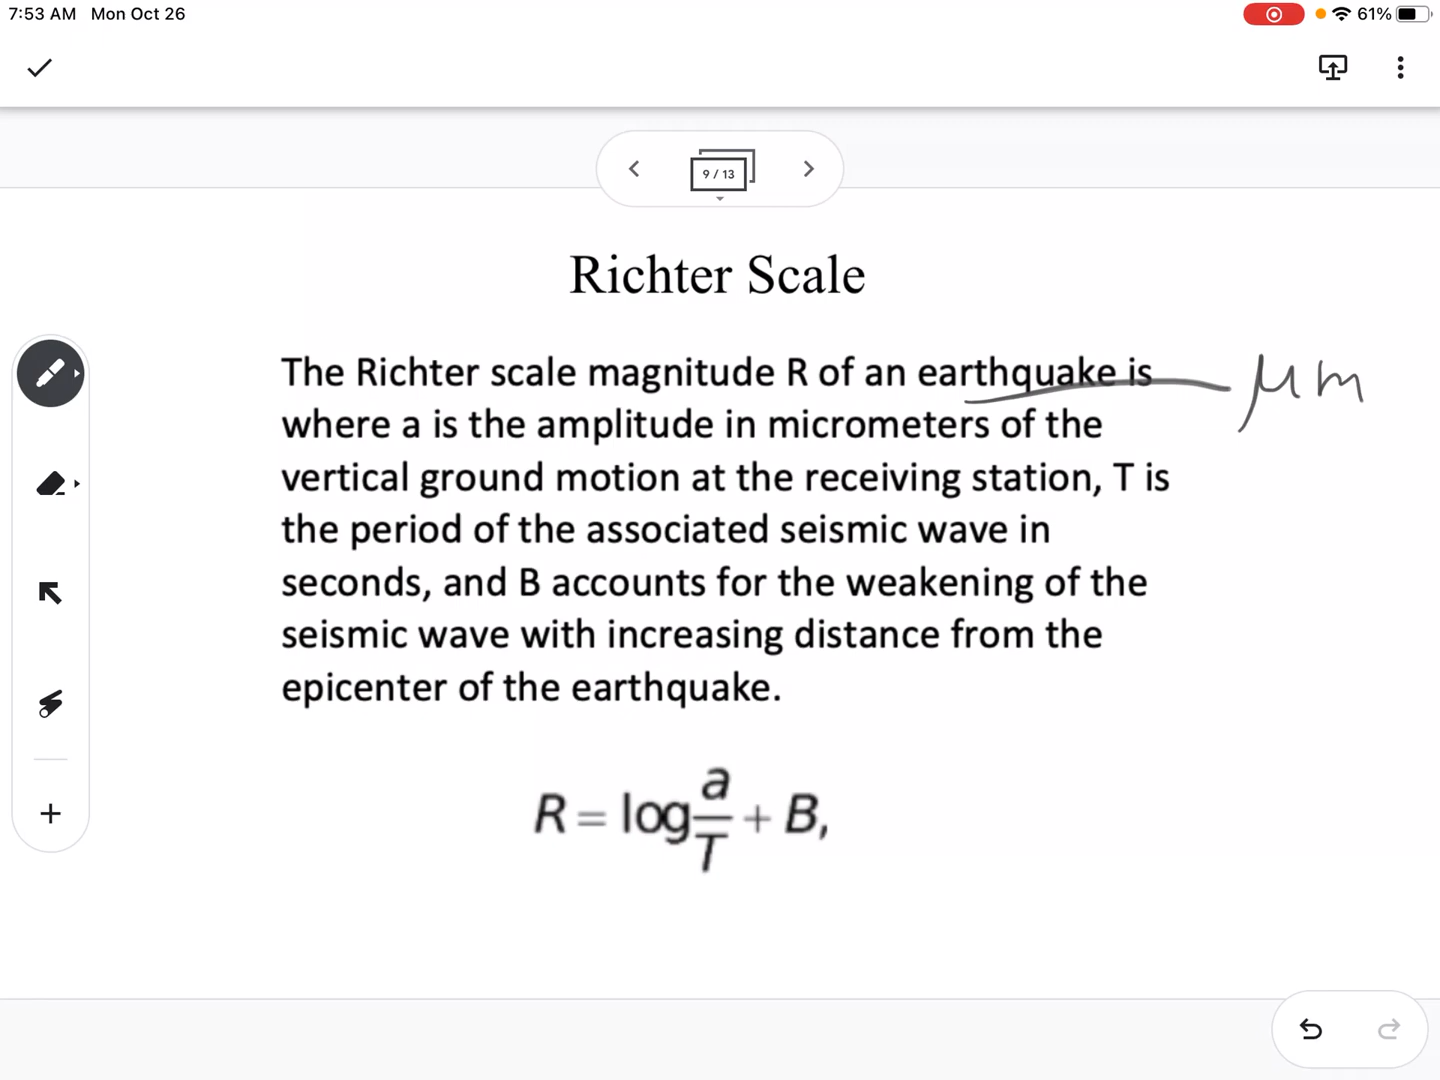 7:53 AM Mon Oct 26
61%
9 / 13
Richter Scale
The Richter scale magnitude R of an earthquake is
μm
where a is the amplitude in micrometers of the
vertical ground motion at the receiving station, T is
the period of the associated seismic wave in
seconds, and B accounts for the weakening of the
seismic wave with increasing distance from the
epicenter of the earthquake.
R = log a/T + B,